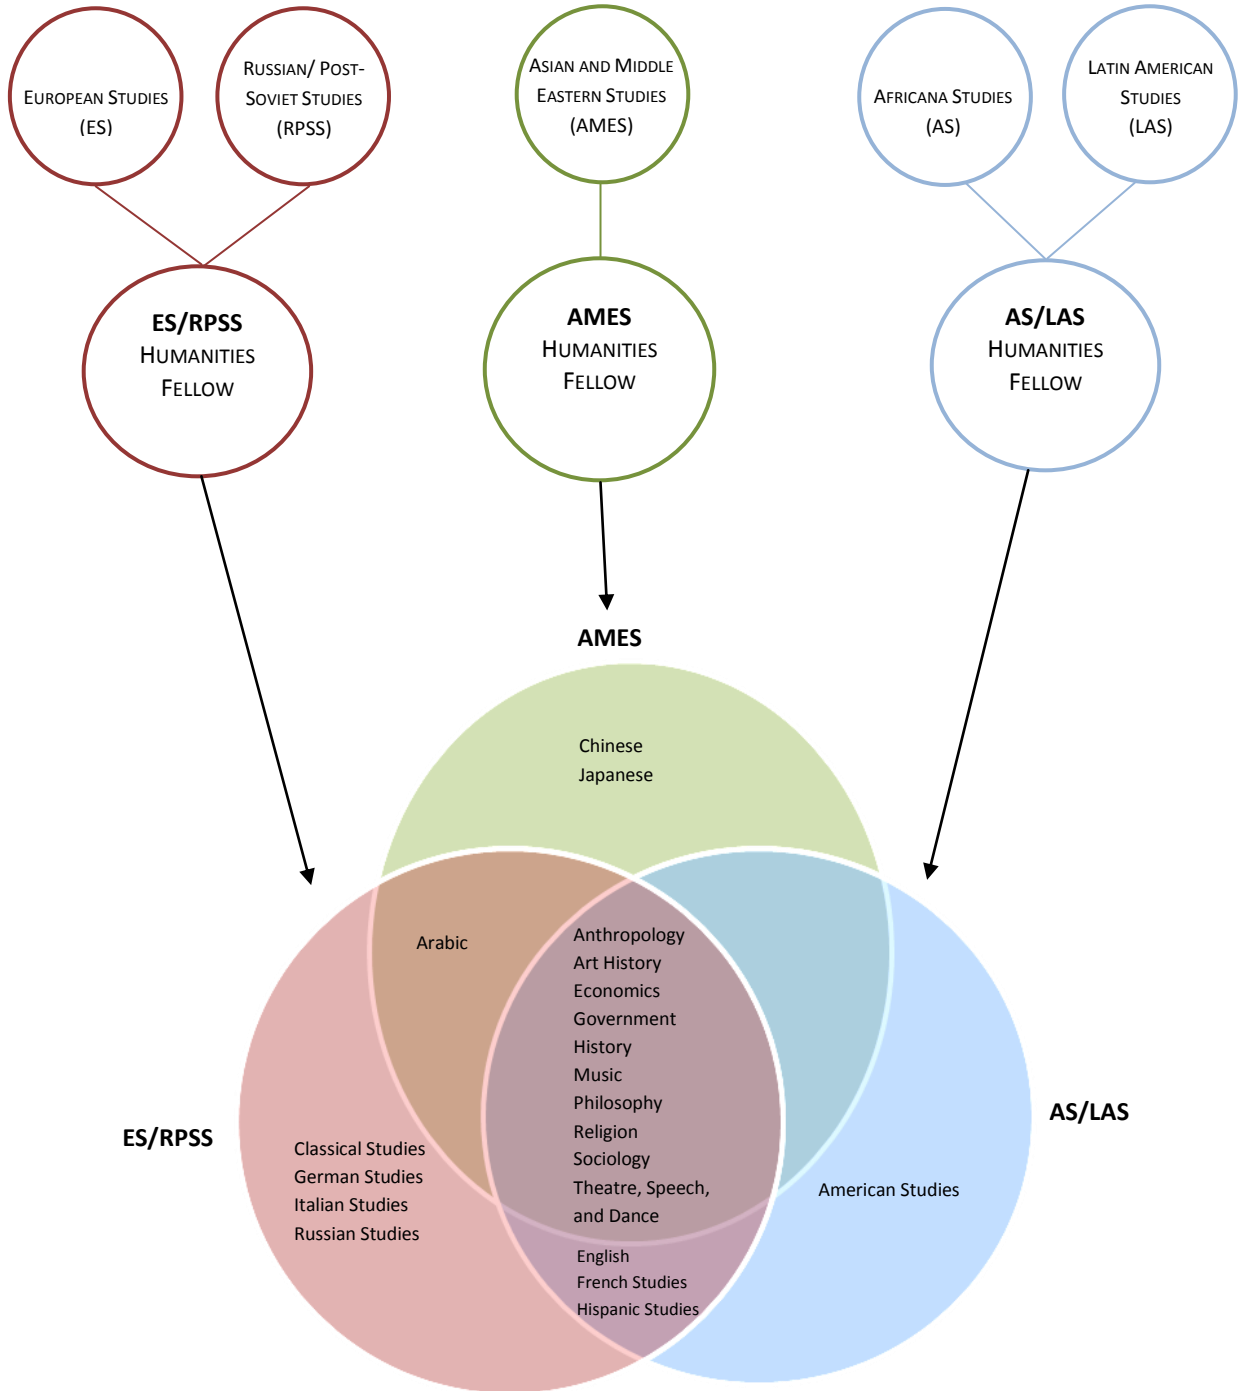 EUROPEAN STUDIES
(ES)
RUSSIAN/ POST-
SOVIET STUDIES
(RPSS)
ASIAN AND MIDDLE
EASTERN STUDIES
(AMES)
AFRICANA STUDIES
(AS)
LATIN AMERICAN
STUDIES
(LAS)
ES/RPSS
HUMANITIES
FELLOW
AMES
HUMANITIES
FELLOW
AS/LAS
HUMANITIES
FELLOW
AMES
Chinese
Japanese
Arabic
Anthropology
Art History
Economics
Government
History
Music
Philosophy
Religion
Sociology
Theatre, Speech,
and Dance
English
French Studies
Hispanic Studies
ES/RPSS
Classical Studies
German Studies
Italian Studies
Russian Studies
AS/LAS
American Studies